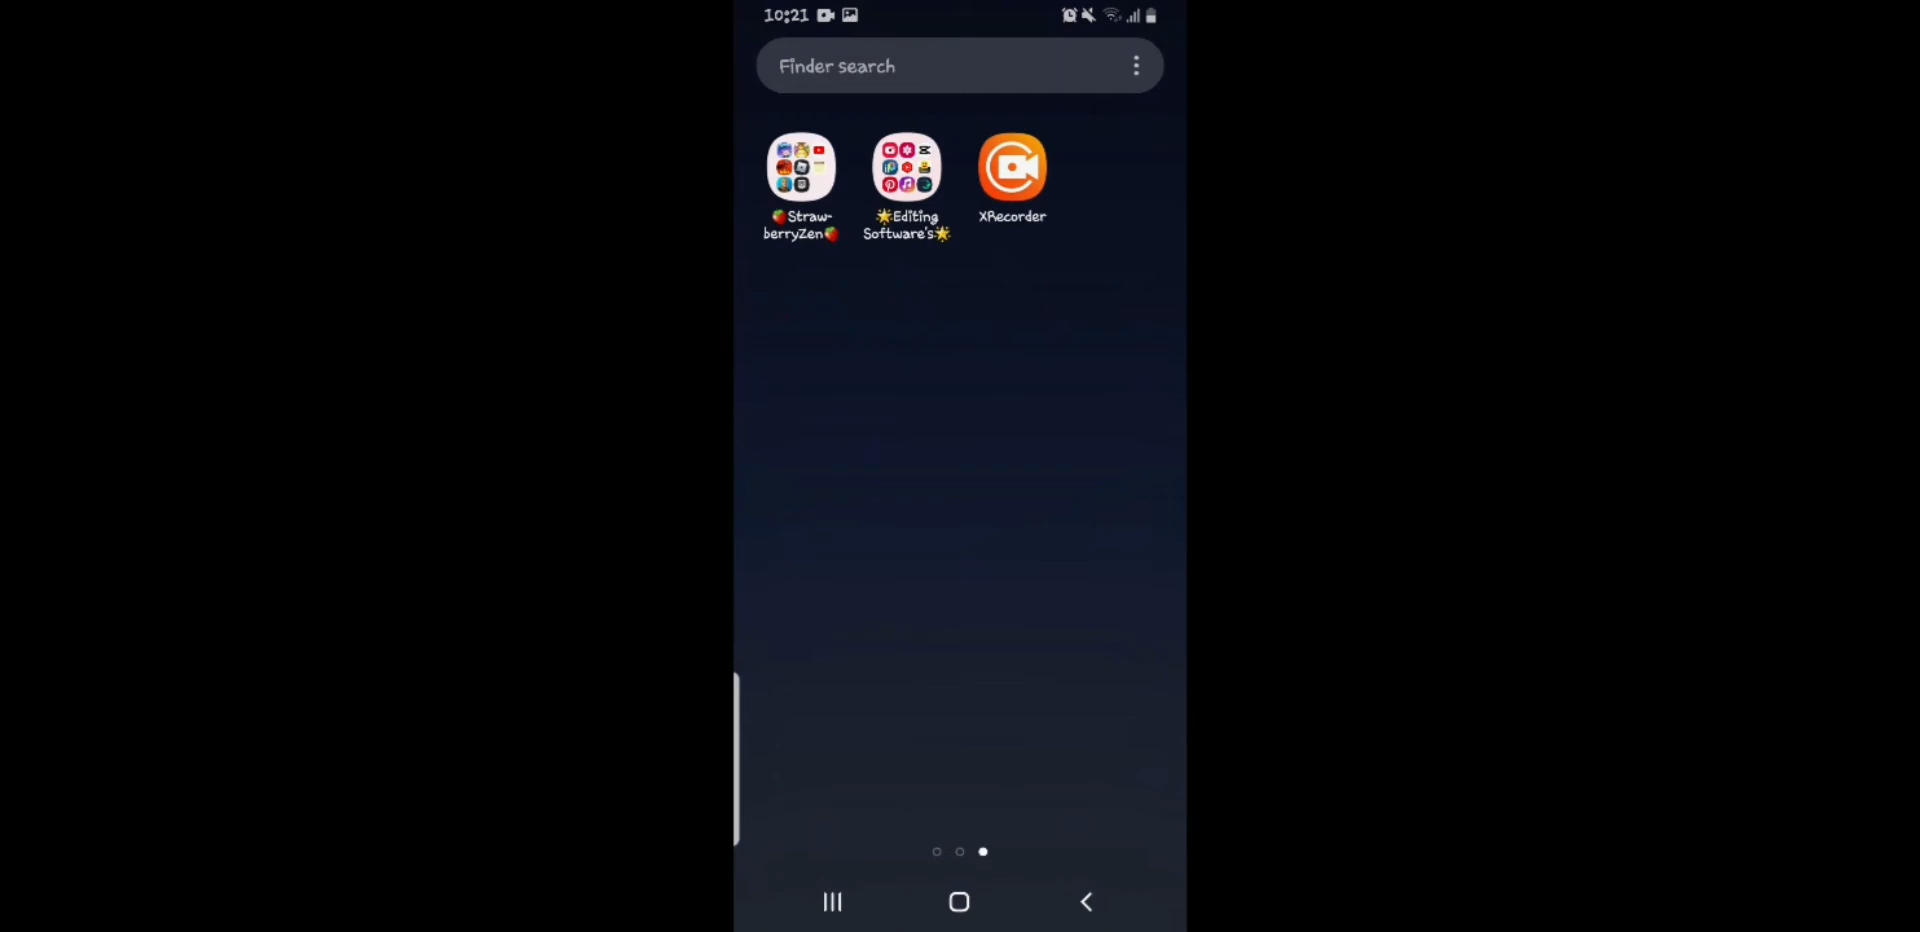 10:21
Finder search
🍓Straw-
berryZen🍓
🌟Editing
Software's🌟
XRecorder